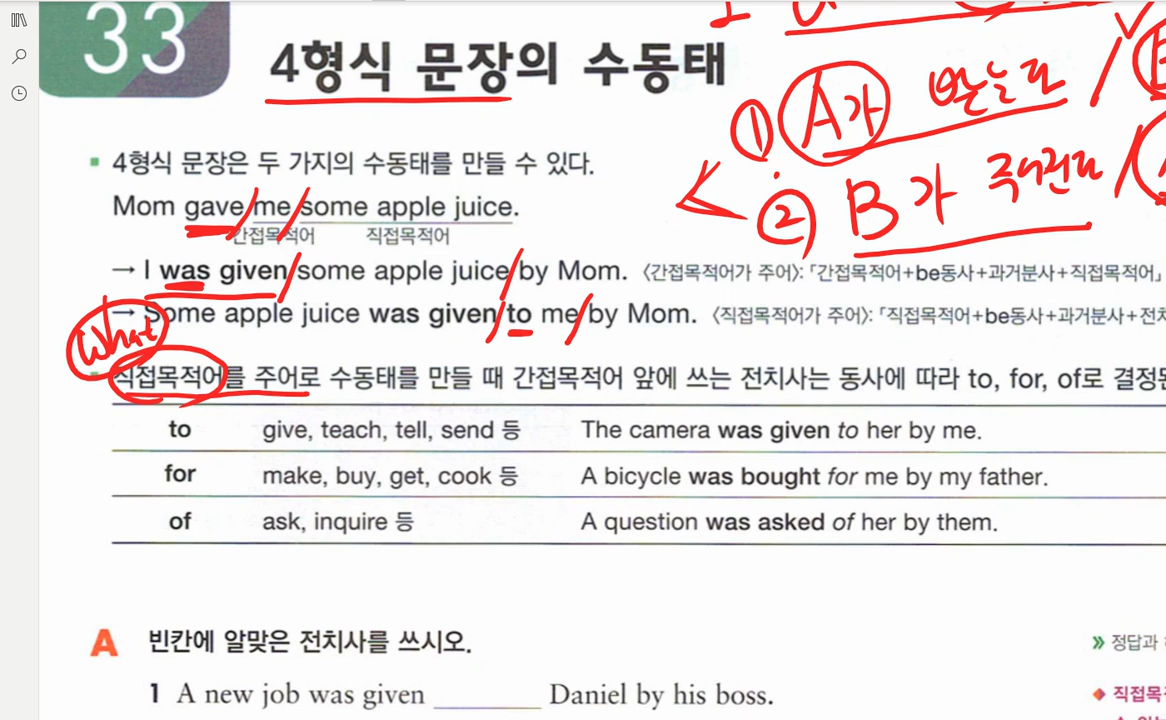 33
4형식 문장의 수동태
① A가 받는다 /
② B가 주어진다 /
4형식 문장은 두 가지의 수동태를 만들 수 있다.
Mom gave/me/some apple juice.
간접목적어 직접목적어
→ I was given/some apple juice/by Mom. 〈간접목적어가 주어〉: 「간접목적어+be동사+과거분사+직접목적어」
→ Some apple juice was given/to me/by Mom. 〈직접목적어가 주어〉: 「직접목적어+be동사+과거분사+전치
What
직접목적어를 주어로 수동태를 만들 때 간접목적어 앞에 쓰는 전치사는 동사에 따라 to, for, of로 결정된
to give, teach, tell, send 등 The camera was given to her by me.
for make, buy, get, cook 등 A bicycle was bought for me by my father.
of ask, inquire 등 A question was asked of her by them.
A 빈칸에 알맞은 전치사를 쓰시오.
» 정답과
1 A new job was given ________ Daniel by his boss.
◆ 직접목적